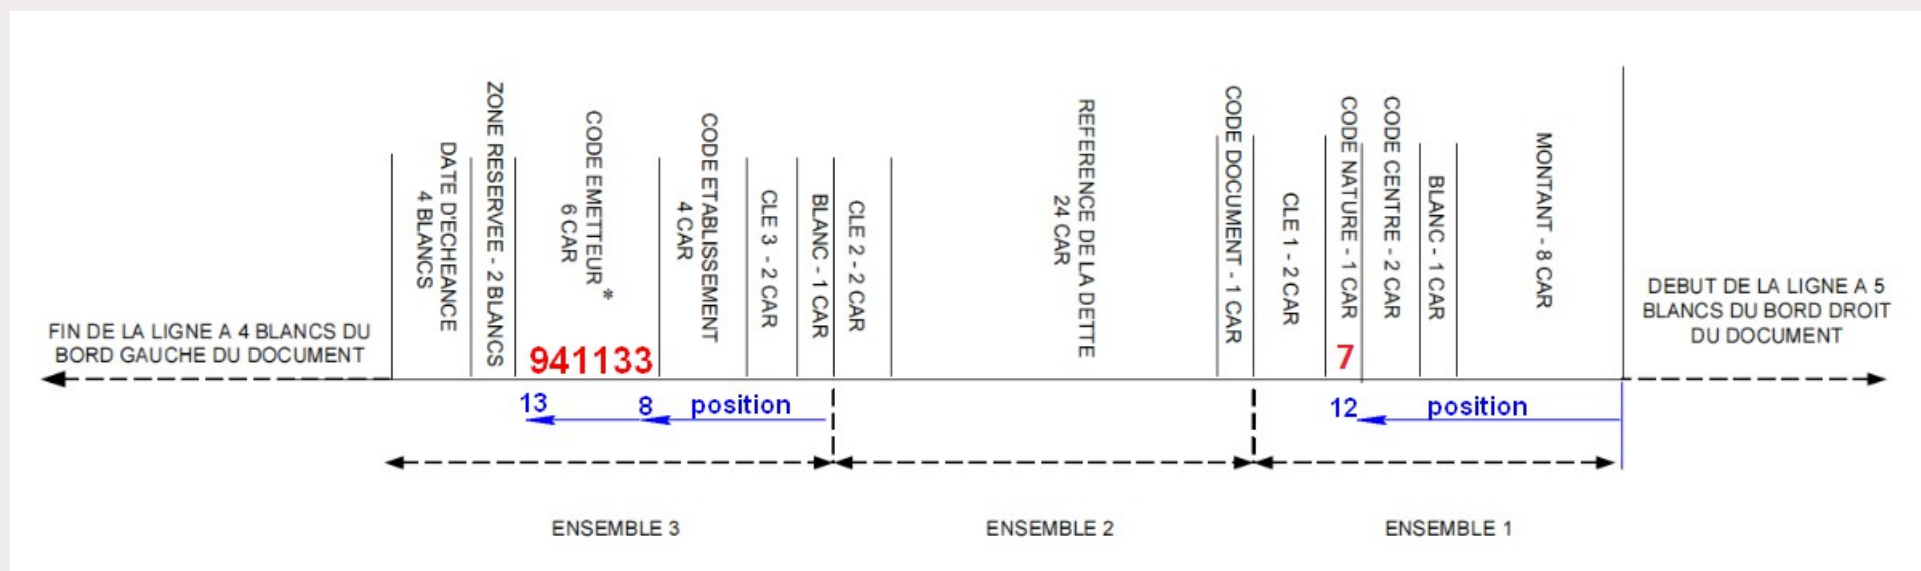 FIN DE LA LIGNE A 4 BLANCS DU
BORD GAUCHE DU DOCUMENT
DATE D'ECHEANCE
4 BLANCS
ZONE RESERVEE - 2 BLANCS
CODE EMETTEUR *
6 CAR
941133
CODE ETABLISSEMENT
4 CAR
CLE 3 - 2 CAR
BLANC - 1 CAR
CLE 2 - 2 CAR
REFERENCE DE LA DETTE
24 CAR
CODE DOCUMENT - 1 CAR
CLE 1 - 2 CAR
CODE NATURE - 1 CAR
7
CODE CENTRE - 2 CAR
BLANC - 1 CAR
MONTANT - 8 CAR
DEBUT DE LA LIGNE A 5
BLANCS DU BORD DROIT
DU DOCUMENT
13
8
position
12
position
ENSEMBLE 3
ENSEMBLE 2
ENSEMBLE 1